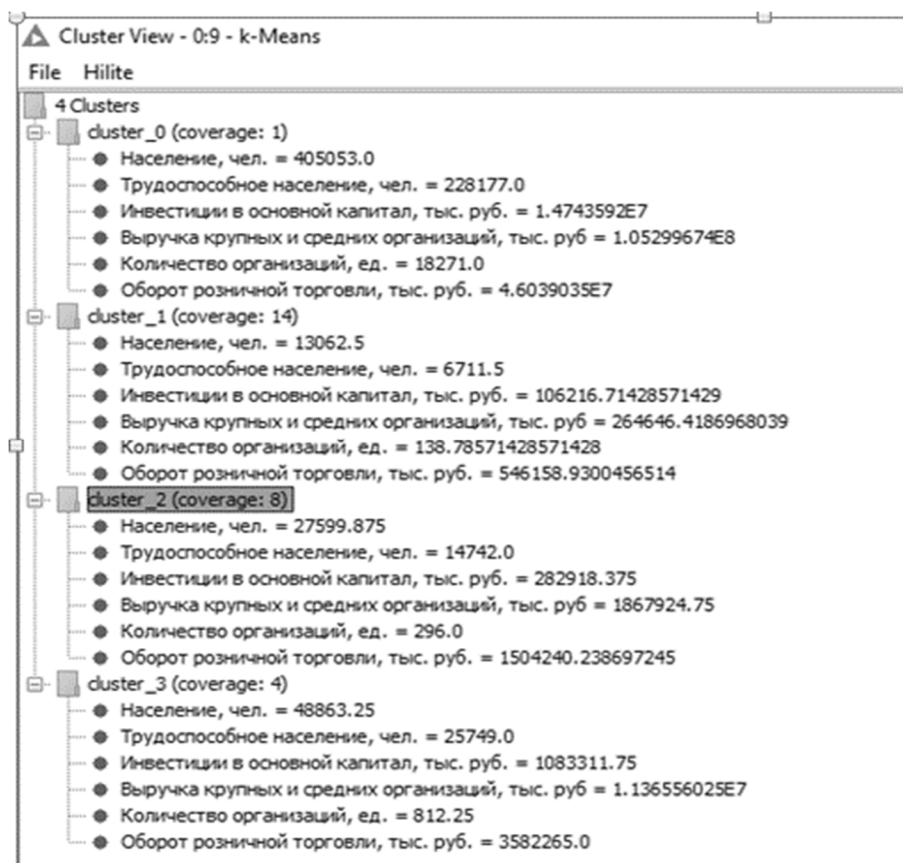 Cluster View - 0:9 - k-Means
File Hilite
4 Clusters
cluster_0 (coverage: 1)
Население, чел. = 405053.0
Трудоспособное население, чел. = 228177.0
Инвестиции в основной капитал, тыс. руб. = 1.4743592E7
Выручка крупных и средних организаций, тыс. руб = 1.05299674E8
Количество организаций, ед. = 18271.0
Оборот розничной торговли, тыс. руб. = 4.6039035E7
cluster_1 (coverage: 14)
Население, чел. = 13062.5
Трудоспособное население, чел. = 6711.5
Инвестиции в основной капитал, тыс. руб. = 106216.71428571429
Выручка крупных и средних организаций, тыс. руб = 264646.4186968039
Количество организаций, ед. = 138.78571428571428
Оборот розничной торговли, тыс. руб. = 546158.9300456514
cluster_2 (coverage: 8)
Население, чел. = 27599.875
Трудоспособное население, чел. = 14742.0
Инвестиции в основной капитал, тыс. руб. = 282918.375
Выручка крупных и средних организаций, тыс. руб = 1867924.75
Количество организаций, ед. = 296.0
Оборот розничной торговли, тыс. руб. = 1504240.238697245
cluster_3 (coverage: 4)
Население, чел. = 48863.25
Трудоспособное население, чел. = 25749.0
Инвестиции в основной капитал, тыс. руб. = 1083311.75
Выручка крупных и средних организаций, тыс. руб = 1.136556025E7
Количество организаций, ед. = 812.25
Оборот розничной торговли, тыс. руб. = 3582265.0